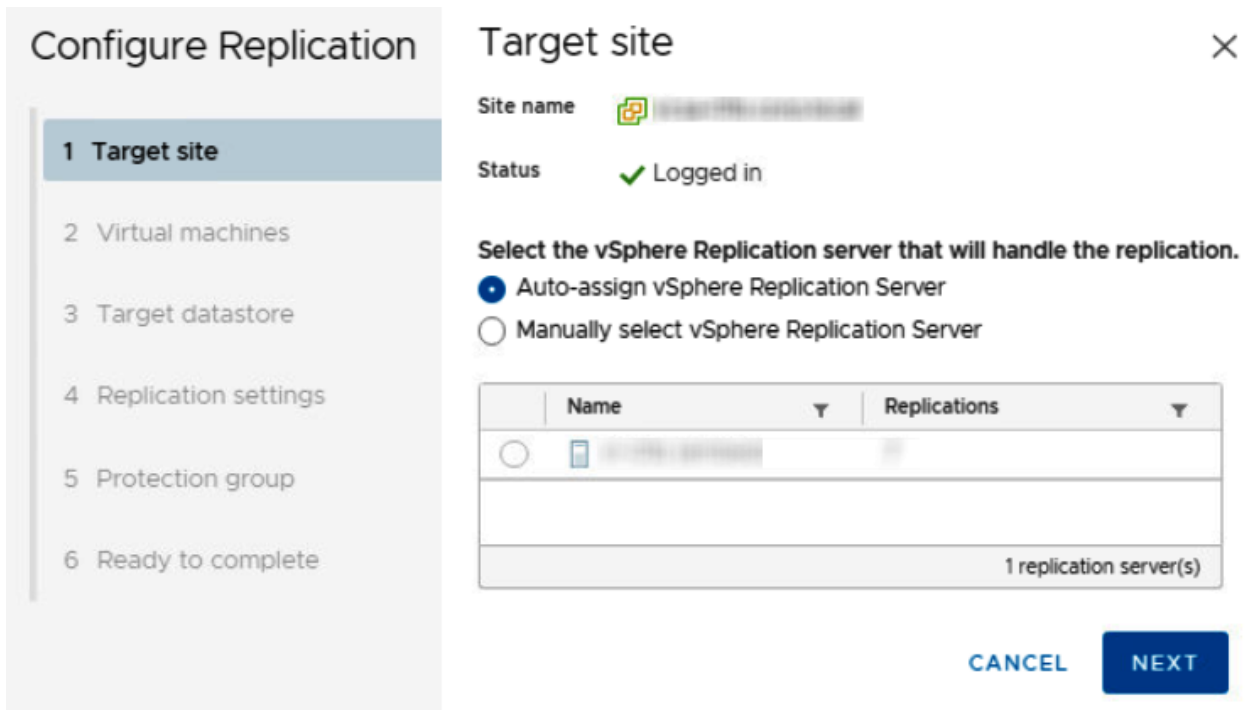 Configure Replication
1 Target site
2 Virtual machines
3 Target datastore
4 Replication settings
5 Protection group
6 Ready to complete
Target site
Site name
Status Logged in
Select the vSphere Replication server that will handle the replication.
Auto-assign vSphere Replication Server
Manually select vSphere Replication Server
Name Replications
1 replication server(s)
CANCEL NEXT